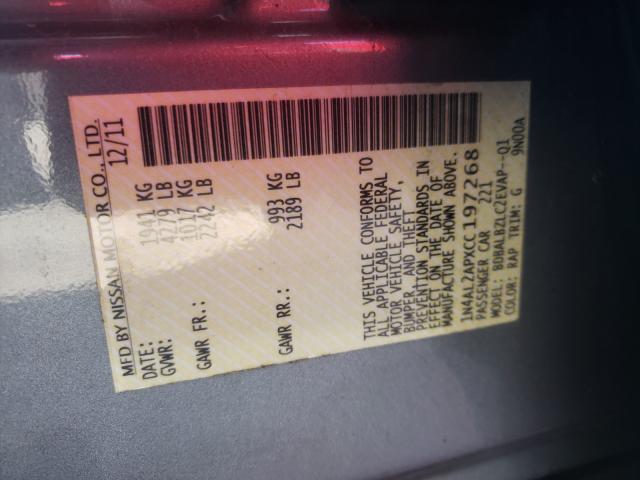 MFD BY NISSAN MOTOR CO., LTD.
DATE: 12/11
GVWR: 1941 KG
4279 LB
GAWR FR.: 1017 KG
2242 LB
GAWR RR.: 993 KG
2189 LB
THIS VEHICLE CONFORMS TO
ALL APPLICABLE FEDERAL
MOTOR VEHICLE SAFETY,
BUMPER, AND THEFT
PREVENTION STANDARDS IN
EFFECT ON THE DATE OF
MANUFACTURE SHOWN ABOVE.
1N4AL2APXCC197268
PASSENGER CAR 221
MODEL: BDBALBZLC2EVAP--Q1
COLOR: RAP TRIM: G 9N00A